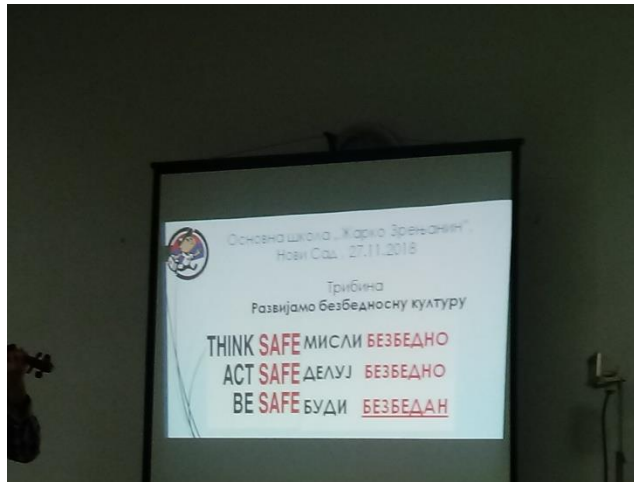 Основна школа „Жарко Зрењанин“,
Нови Сад , 27.11.2018
Трибина
Развијамо безбедносну културу
THINK SAFE МИСЛИ БЕЗБЕДНО
ACT SAFE ДЕЛУЈ БЕЗБЕДНО
BE SAFE БУДИ БЕЗБЕДАН